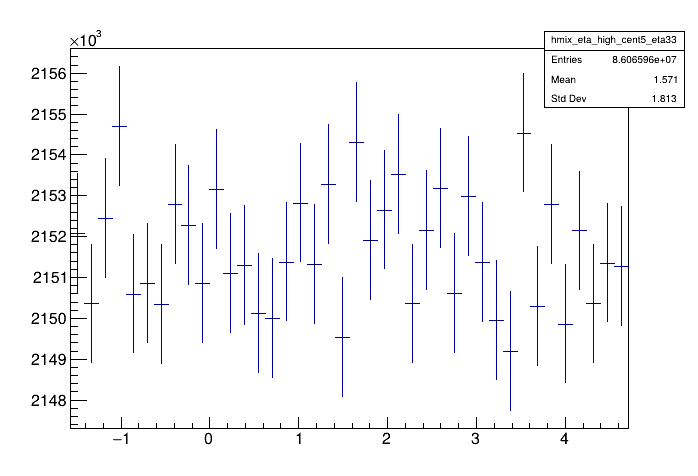 ×10³
hmix_eta_high_cent5_eta33
Entries 8.606596e+07
Mean 1.571
Std Dev 1.813
2156
2155
2154
2153
2152
2151
2150
2149
2148
−1 0 1 2 3 4